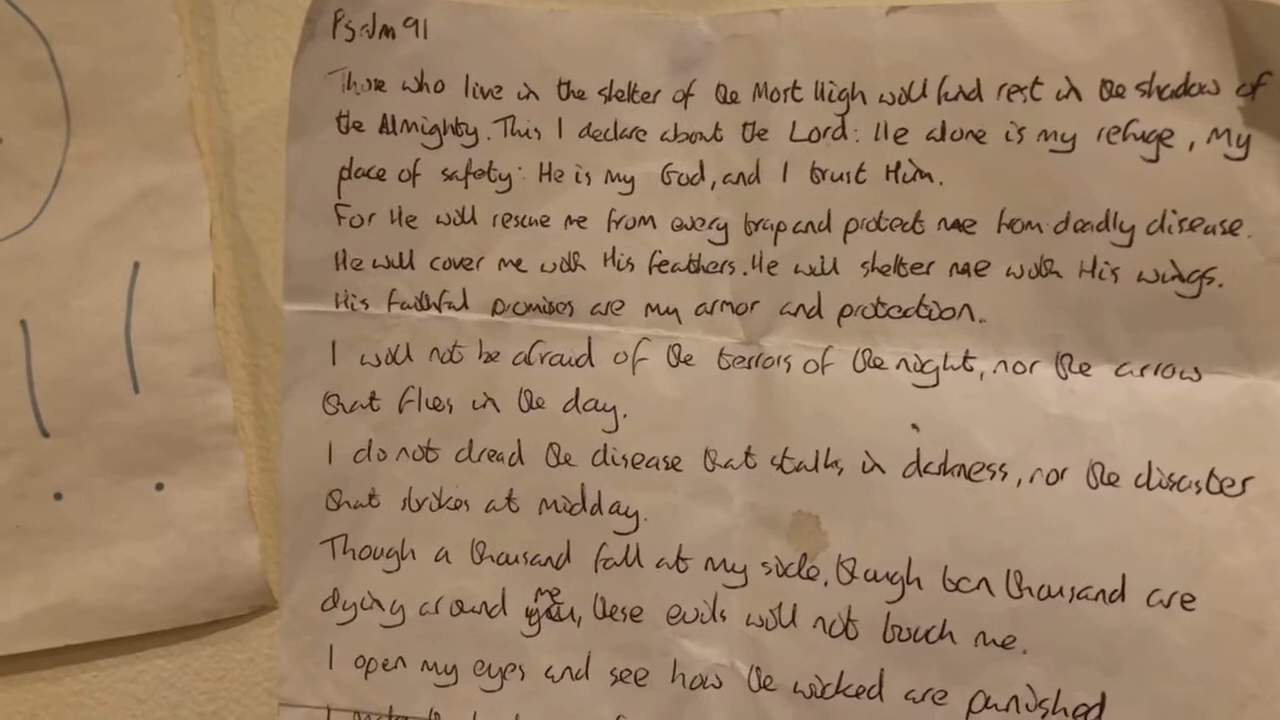 Psalm 91
Those who live in the shelter of the Most High will find rest in the shadow of
the Almighty. This I declare about the Lord: He alone is my refuge, my
place of safety: He is my God, and I trust Him.
For He will rescue me from every trap and protect me from deadly disease.
He will cover me with His feathers. He will shelter me with His wings.
His faithful promises are my armor and protection.
I will not be afraid of the terrors of the night, nor the arrow
that flies in the day.
I do not dread the disease that stalks in darkness, nor the disaster
that strikes at midday.
Though a thousand fall at my side, though ten thousand are
dying around me, these evils will not touch me.
I open my eyes and see how the wicked are punished